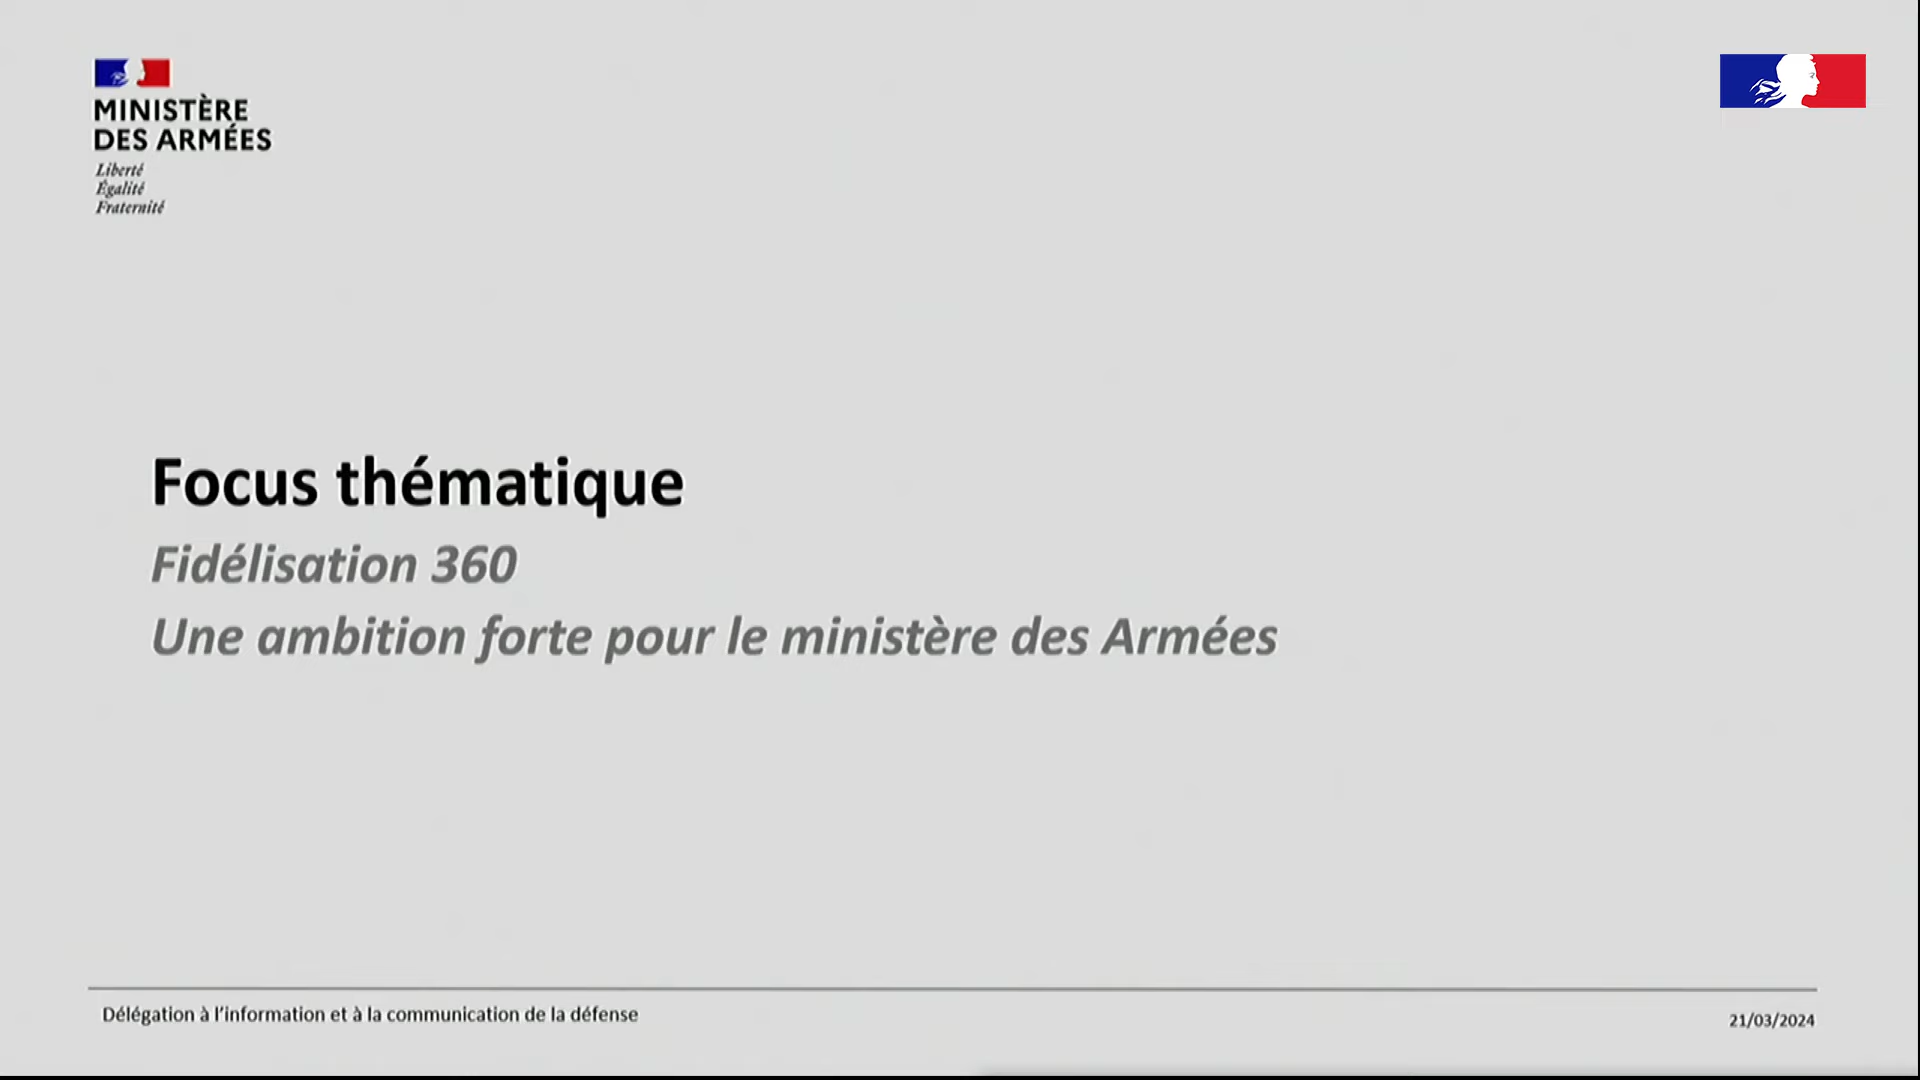 MINISTÈRE
DES ARMÉES
Liberté
Égalité
Fraternité
Focus thématique
Fidélisation 360
Une ambition forte pour le ministère des Armées
Délégation à l'information et à la communication de la défense
21/03/2024